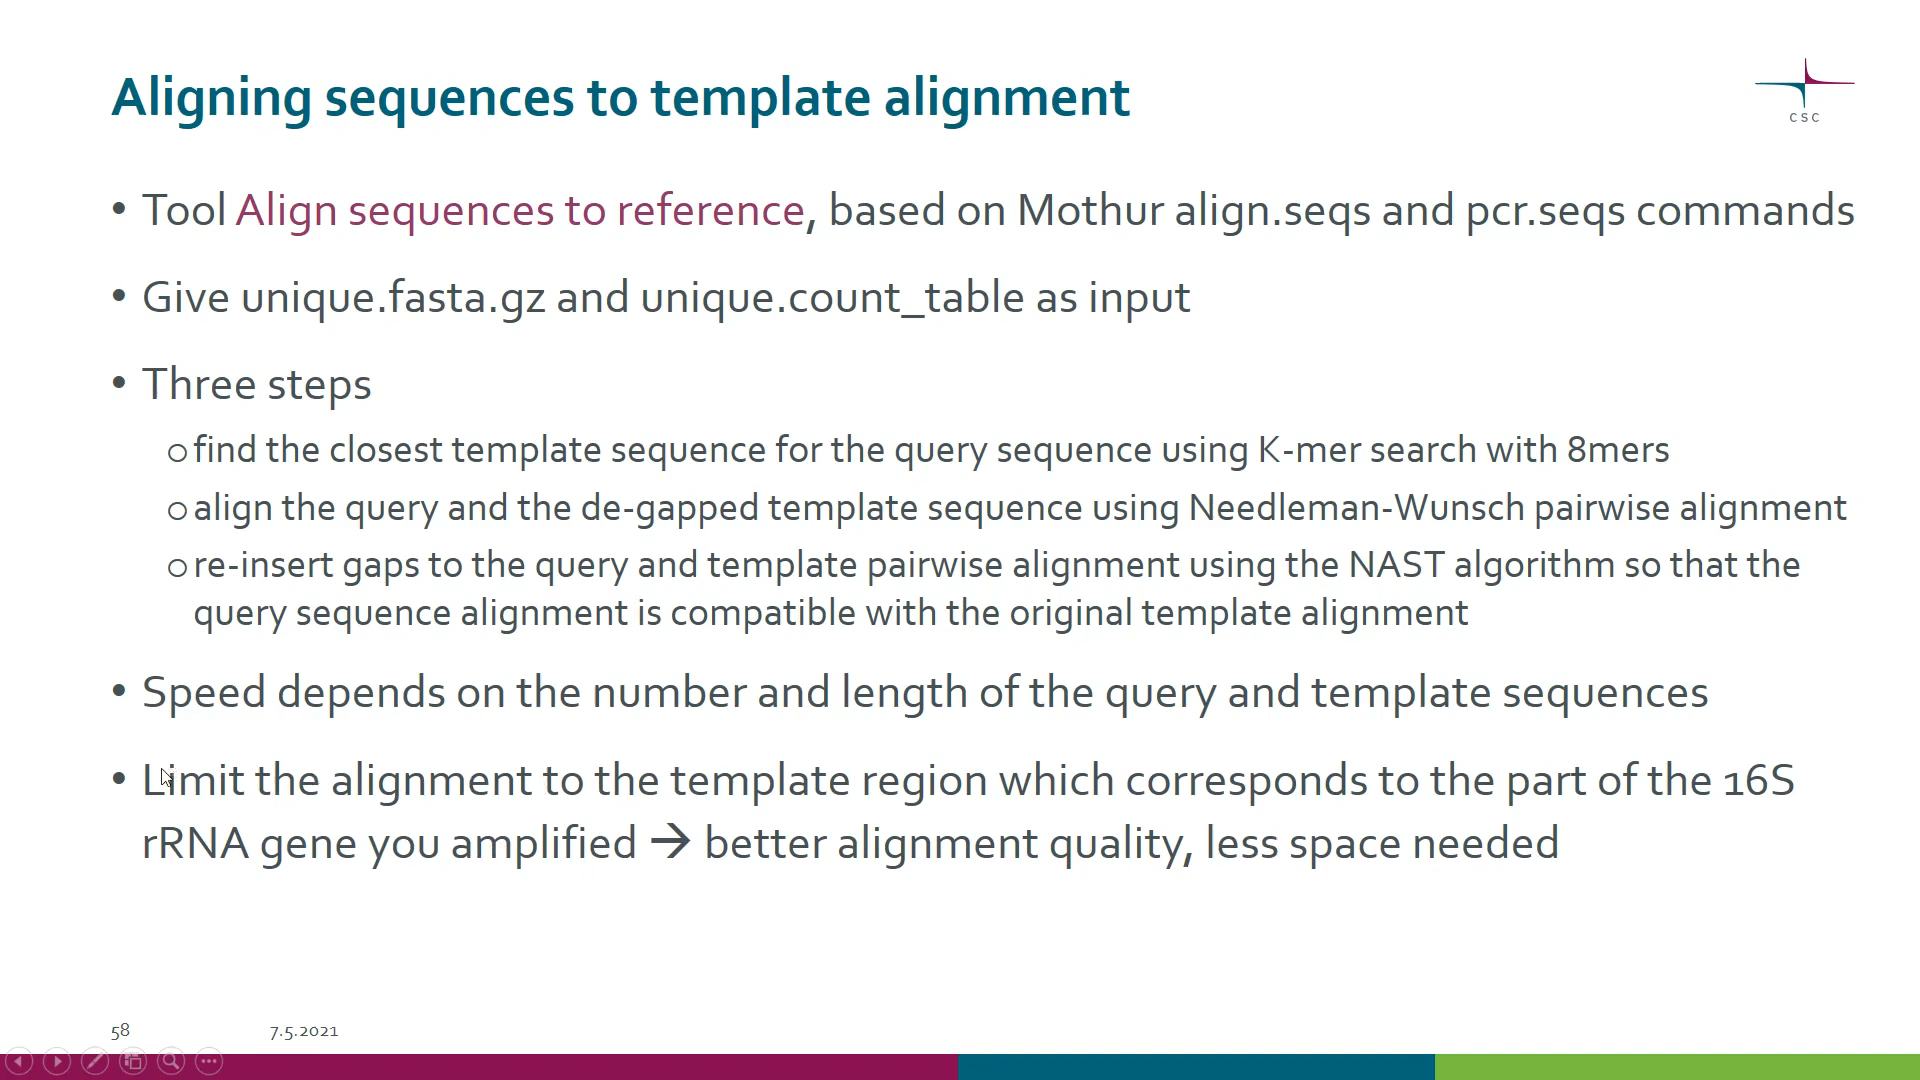 Aligning sequences to template alignment
CSC
• Tool Align sequences to reference, based on Mothur align.seqs and pcr.seqs commands
• Give unique.fasta.gz and unique.count_table as input
• Three steps
o find the closest template sequence for the query sequence using K-mer search with 8mers
o align the query and the de-gapped template sequence using Needleman-Wunsch pairwise alignment
o re-insert gaps to the query and template pairwise alignment using the NAST algorithm so that the
query sequence alignment is compatible with the original template alignment
• Speed depends on the number and length of the query and template sequences
• Limit the alignment to the template region which corresponds to the part of the 16S
rRNA gene you amplified → better alignment quality, less space needed
58 7.5.2021